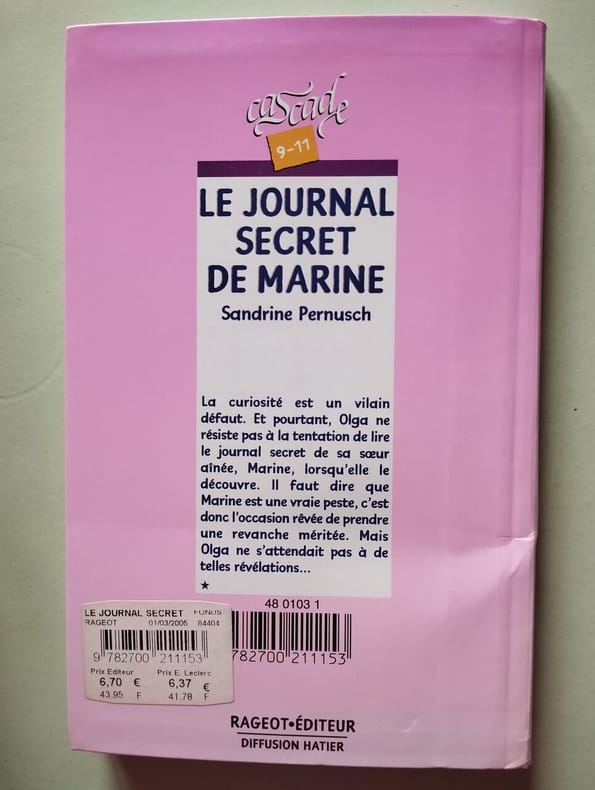 cascade
9-11
LE JOURNAL
SECRET
DE MARINE
Sandrine Pernusch
La curiosité est un vilain
défaut. Et pourtant, Olga ne
résiste pas à la tentation de lire
le journal secret de sa sœur
aînée, Marine, lorsqu'elle le
découvre. Il faut dire que
Marine est une vraie peste, c'est
donc l'occasion rêvée de prendre
une revanche méritée. Mais
Olga ne s'attendait pas à de
telles révélations...
★
48 0103 1
782700 211153
LE JOURNAL SECRET FONDS
RAGEOT 01/03/2005 84404
9 782700 211153
Prix Editeur Prix E. Leclerc
6,70 € 6,37 €
43,95 F 41,78 F
RAGEOT•ÉDITEUR
DIFFUSION HATIER